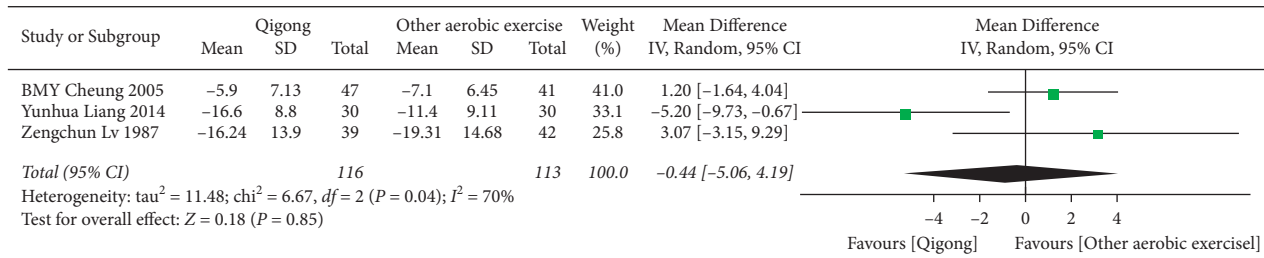 Study or Subgroup Qigong Other aerobic exercise Weight Mean Difference Mean Difference
Mean SD Total Mean SD Total (%) IV, Random, 95% CI IV, Random, 95% CI
BMY Cheung 2005 –5.9 7.13 47 –7.1 6.45 41 41.0 1.20 [–1.64, 4.04]
Yunhua Liang 2014 –16.6 8.8 30 –11.4 9.11 30 33.1 –5.20 [–9.73, –0.67]
Zengchun Lv 1987 –16.24 13.9 39 –19.31 14.68 42 25.8 3.07 [–3.15, 9.29]
Total (95% CI) 116 113 100.0 –0.44 [–5.06, 4.19]
Heterogeneity: tau² = 11.48; chi² = 6.67, df = 2 (P = 0.04); I² = 70%
Test for overall effect: Z = 0.18 (P = 0.85)
–4 –2 0 2 4
Favours [Qigong] Favours [Other aerobic exercisel]